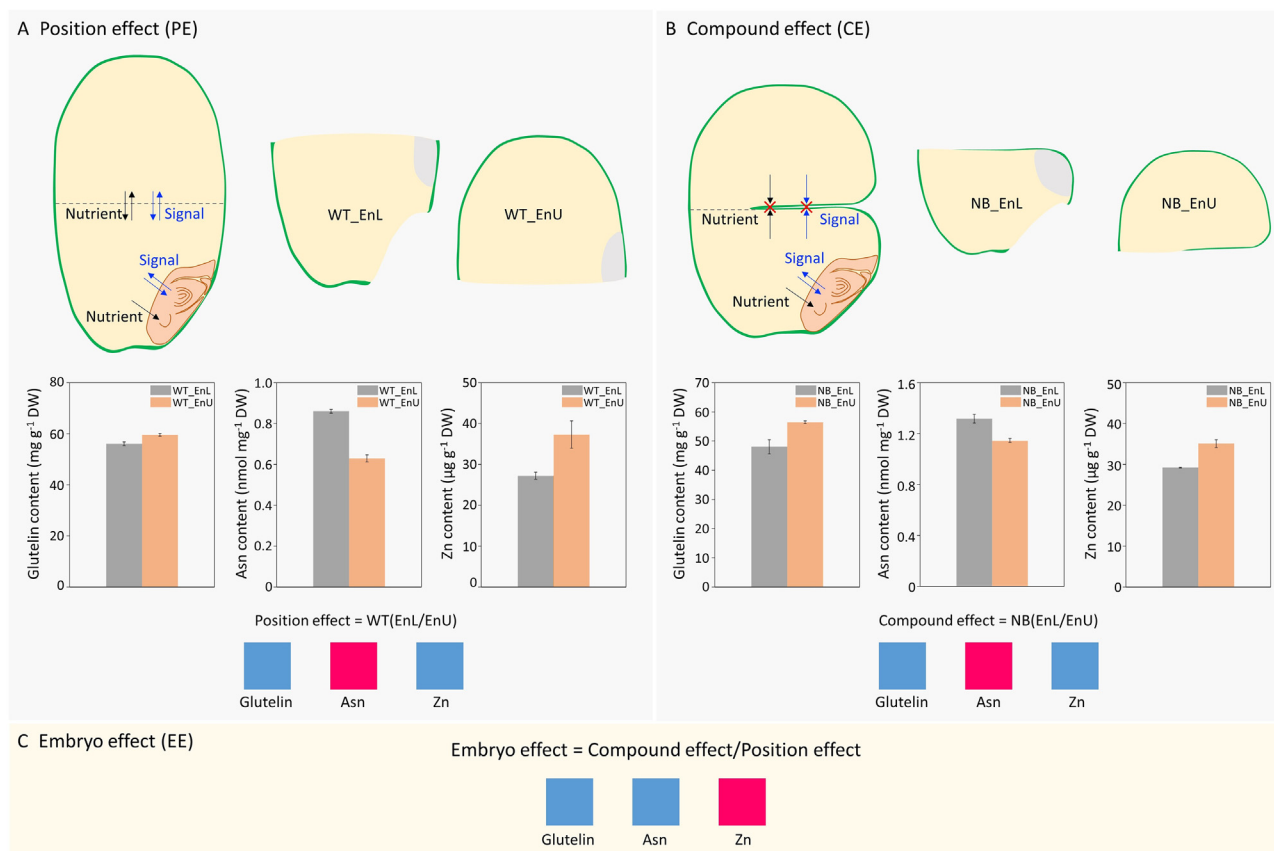 A Position effect (PE)
Nutrient
Signal
Signal
Nutrient
WT_EnL
WT_EnU
Glutelin content (mg g⁻¹ DW)
80
60
40
20
0
WT_EnL
WT_EnU
Asn content (nmol mg⁻¹ DW)
1.0
0.8
0.6
0.4
0.2
0
WT_EnL
WT_EnU
Zn content (µg g⁻¹ DW)
50
40
30
20
10
0
WT_EnL
WT_EnU
Position effect = WT(EnL/EnU)
Glutelin Asn Zn
B Compound effect (CE)
Nutrient
Signal
Signal
Nutrient
NB_EnL
NB_EnU
Glutelin content (mg g⁻¹ DW)
70
60
50
40
30
20
10
0
NB_EnL
NB_EnU
Asn content (nmol mg⁻¹ DW)
1.6
1.2
1.2
0.4
0
NB_EnL
NB_EnU
Zn content (µg g⁻¹ DW)
50
40
30
20
10
0
NB_EnL
NB_EnU
Compound effect = NB(EnL/EnU)
Glutelin Asn Zn
C Embryo effect (EE)
Embryo effect = Compound effect/Position effect
Glutelin Asn Zn